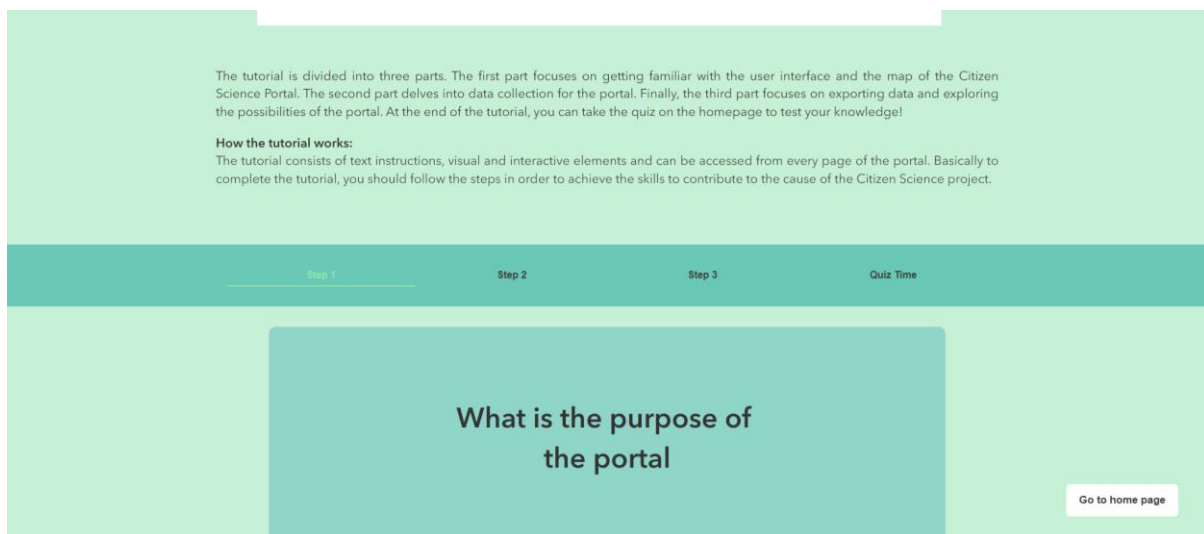 The tutorial is divided into three parts. The first part focuses on getting familiar with the user interface and the map of the Citizen
Science Portal. The second part delves into data collection for the portal. Finally, the third part focuses on exporting data and exploring
the possibilities of the portal. At the end of the tutorial, you can take the quiz on the homepage to test your knowledge!
How the tutorial works:
The tutorial consists of text instructions, visual and interactive elements and can be accessed from every page of the portal. Basically to
complete the tutorial, you should follow the steps in order to achieve the skills to contribute to the cause of the Citizen Science project.
Step 1 Step 2 Step 3 Quiz Time
What is the purpose of
the portal
Go to home page